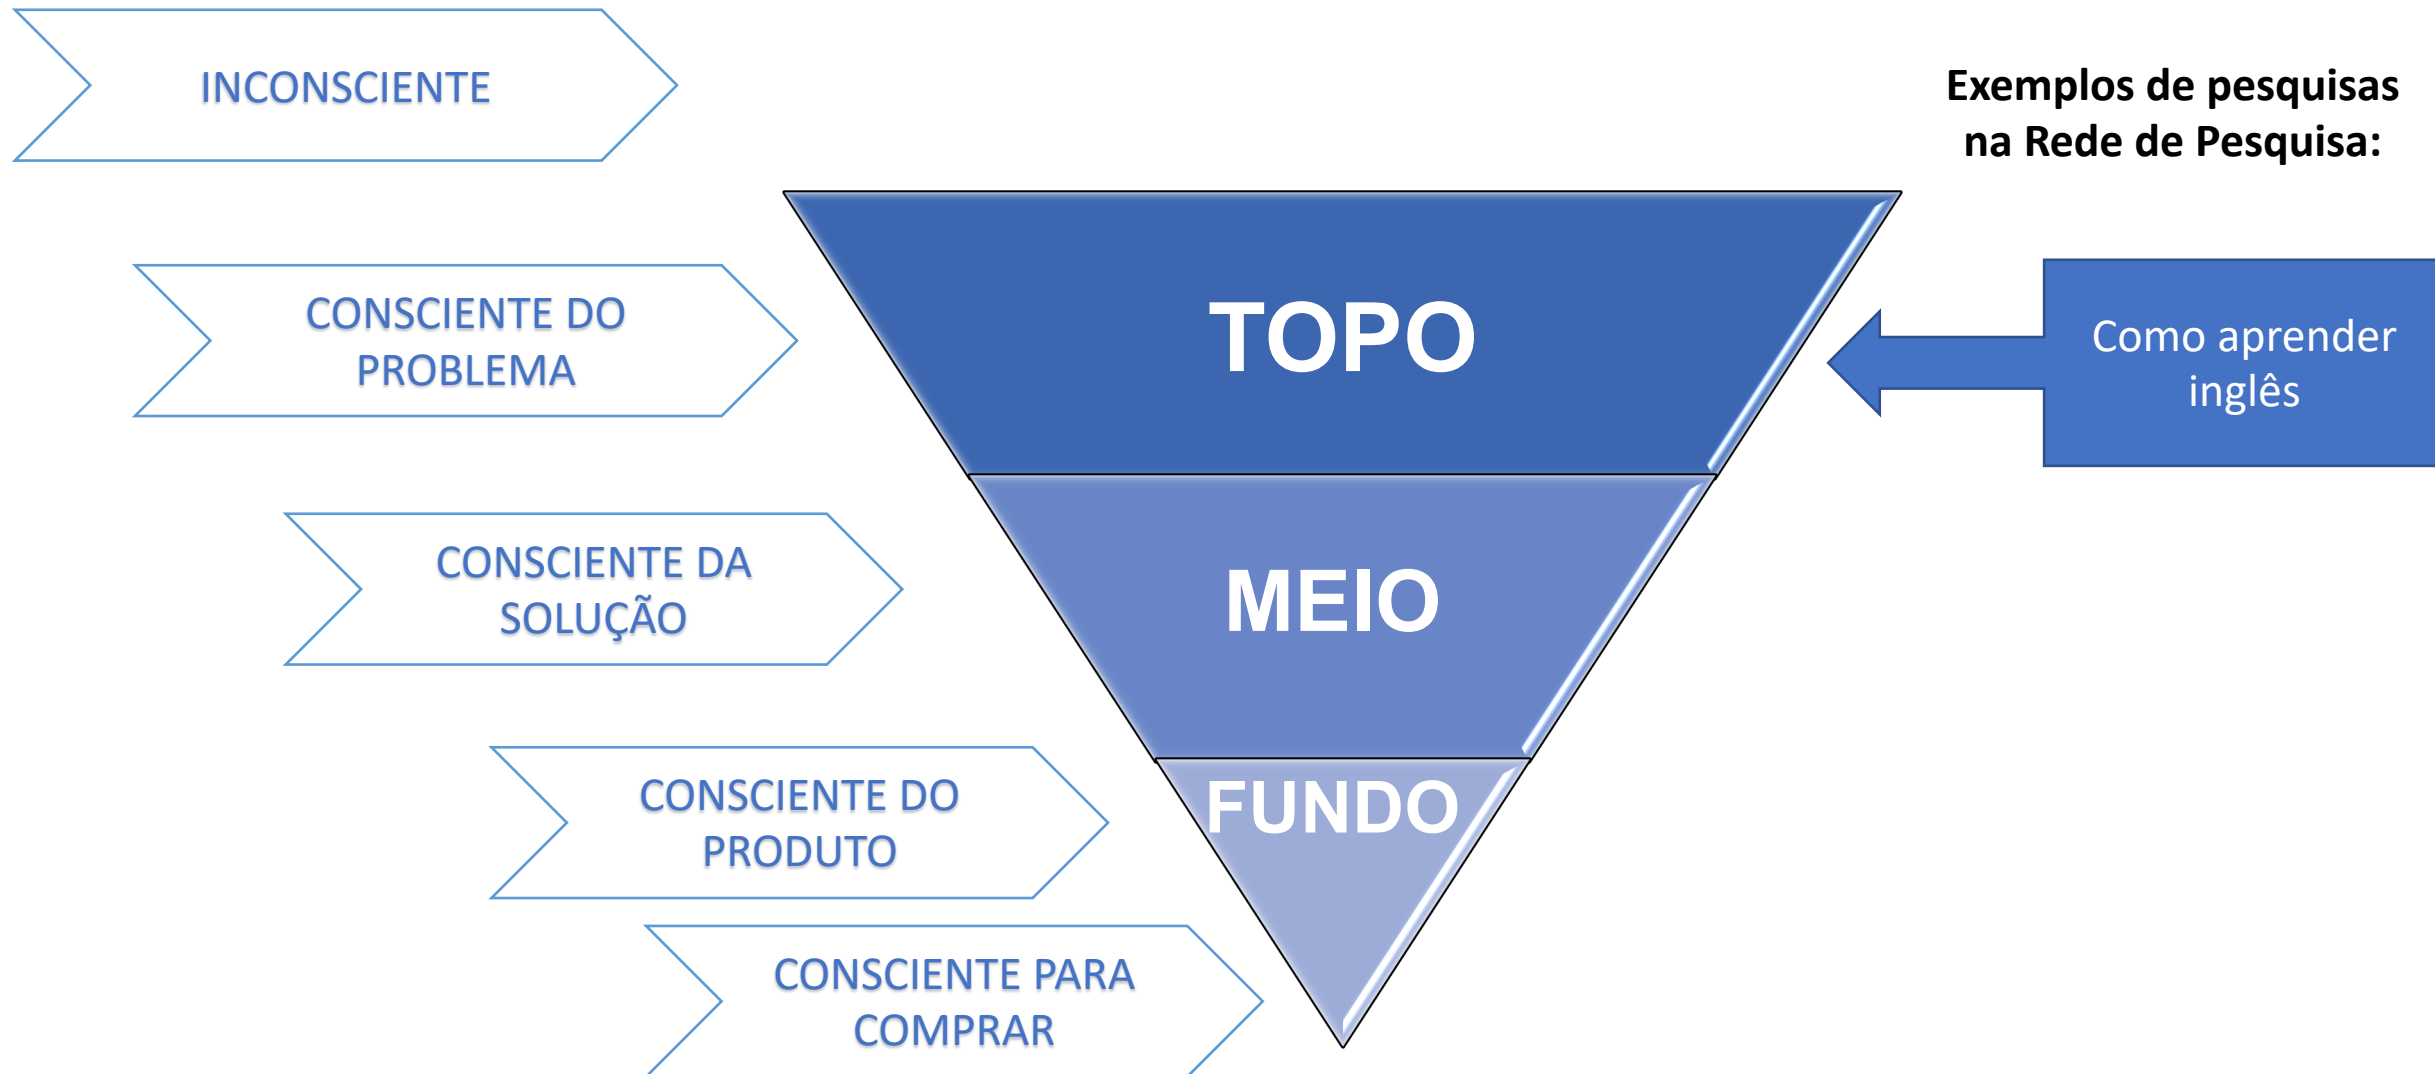 INCONSCIENTE
Exemplos de pesquisas
na Rede de Pesquisa:
CONSCIENTE DO
PROBLEMA
TOPO
Como aprender
inglês
CONSCIENTE DA
SOLUÇÃO
MEIO
CONSCIENTE DO
PRODUTO
FUNDO
CONSCIENTE PARA
COMPRAR